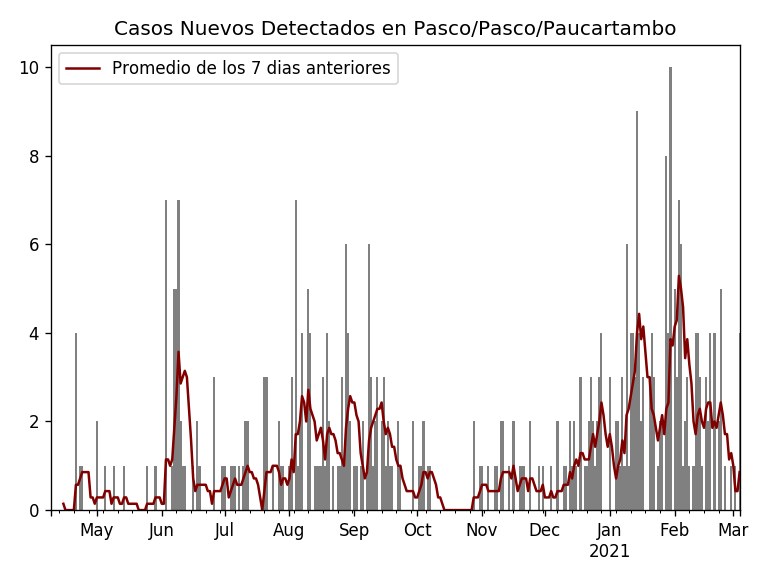 Casos Nuevos Detectados en Pasco/Pasco/Paucartambo
Promedio de los 7 dias anteriores
10
8
6
4
2
0
May Jun Jul Aug Sep Oct Nov Dec Jan Feb Mar
2021